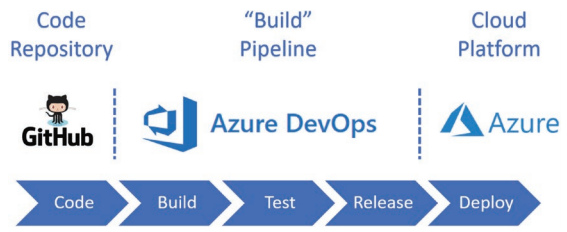 Code
Repository
“Build”
Pipeline
Cloud
Platform
GitHub
Azure DevOps
Azure
Code
Build
Test
Release
Deploy